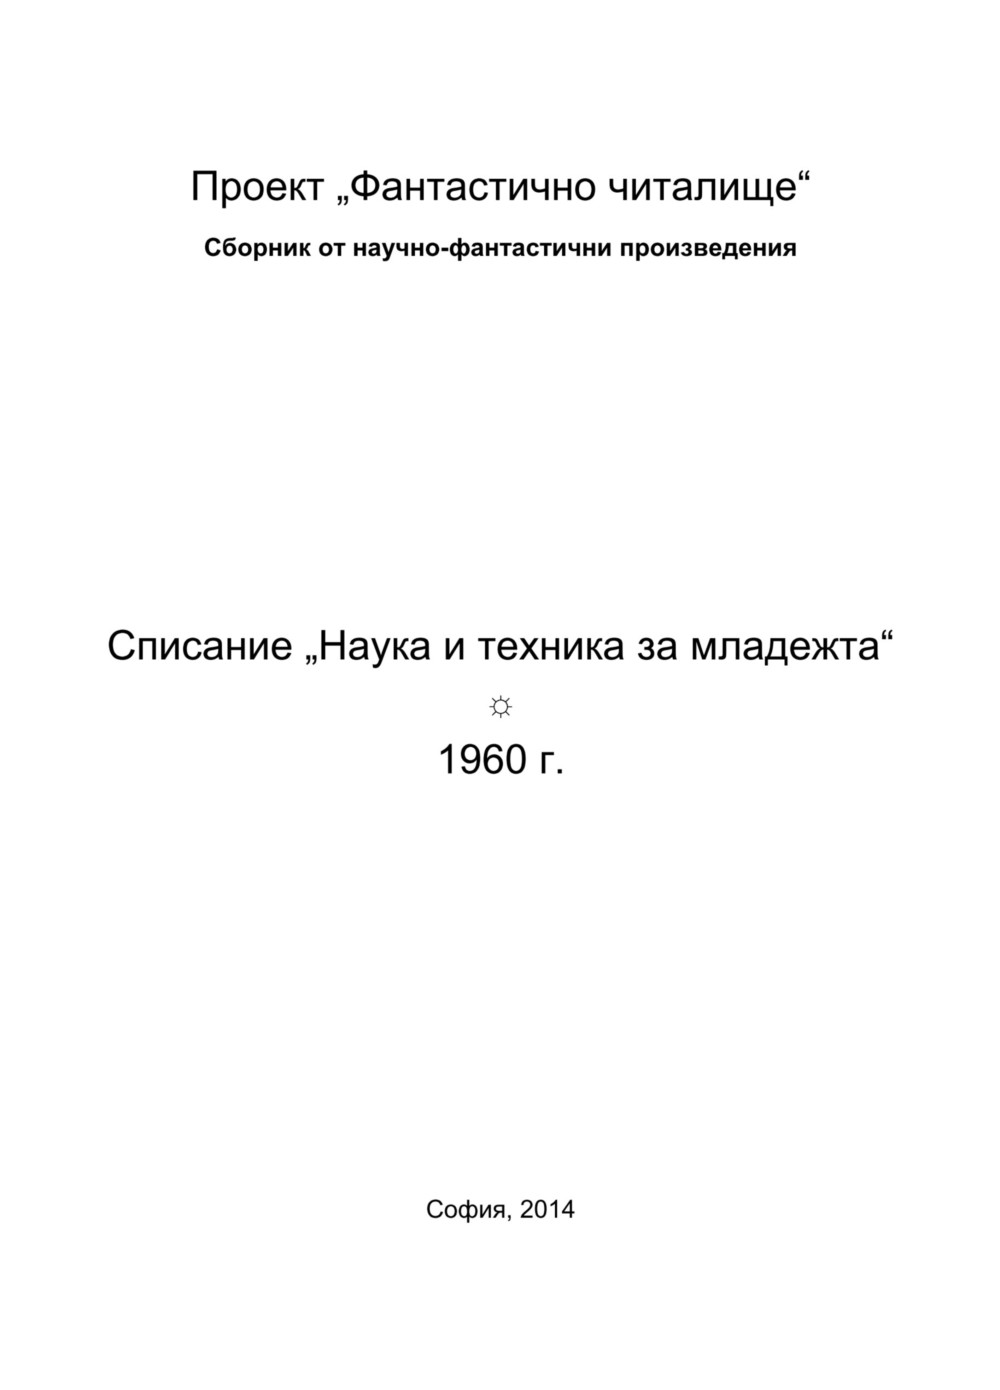 Проект „Фантастично читалище“
Сборник от научно-фантастични произведения
Списание „Наука и техника за младежта“
☼
1960 г.
София, 2014